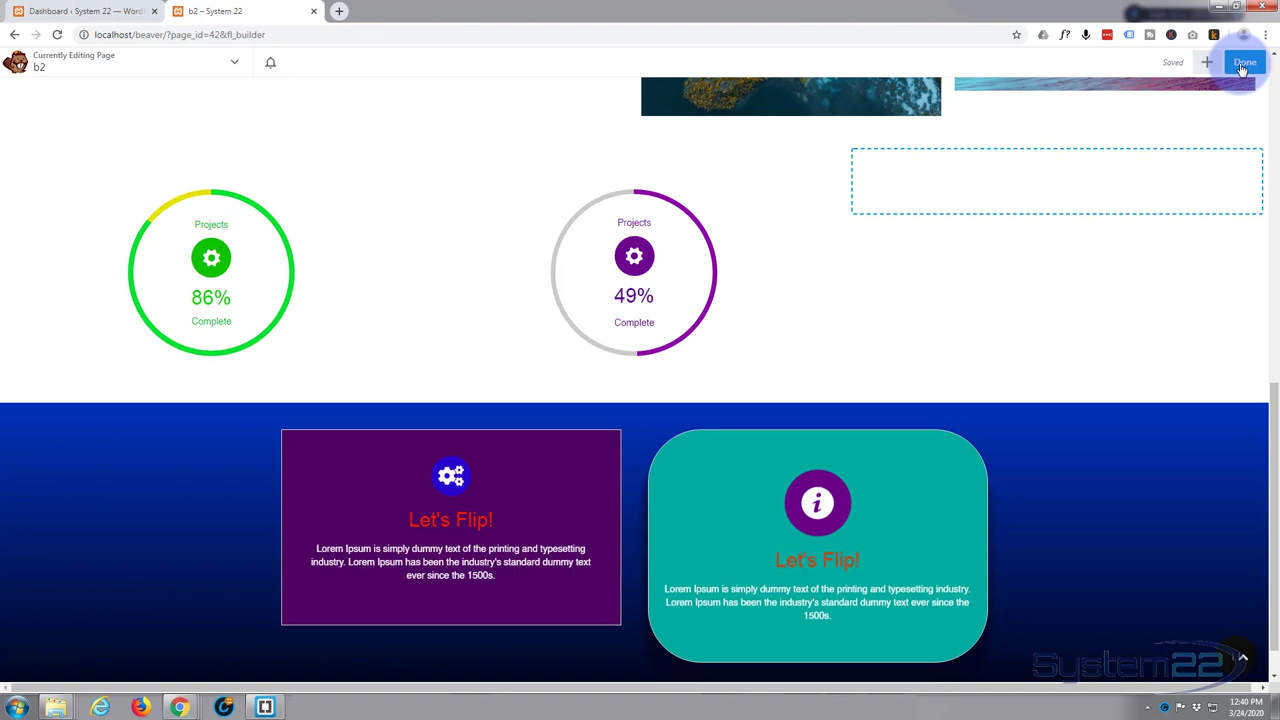 Dashboard ‹ System 22 — Word
b2 – System 22
localhost/beaver/?page_id=42&fl_builder
Currently Editing Page
b2
Saved
Done
Projects
86%
Complete
Projects
49%
Complete
Let's Flip!
Lorem Ipsum is simply dummy text of the printing and typesetting
industry. Lorem Ipsum has been the industry's standard dummy text
ever since the 1500s.
Let's Flip!
Lorem Ipsum is simply dummy text of the printing and typesetting industry.
Lorem Ipsum has been the industry's standard dummy text ever since the
1500s.
System22
12:40 PM
3/24/2020